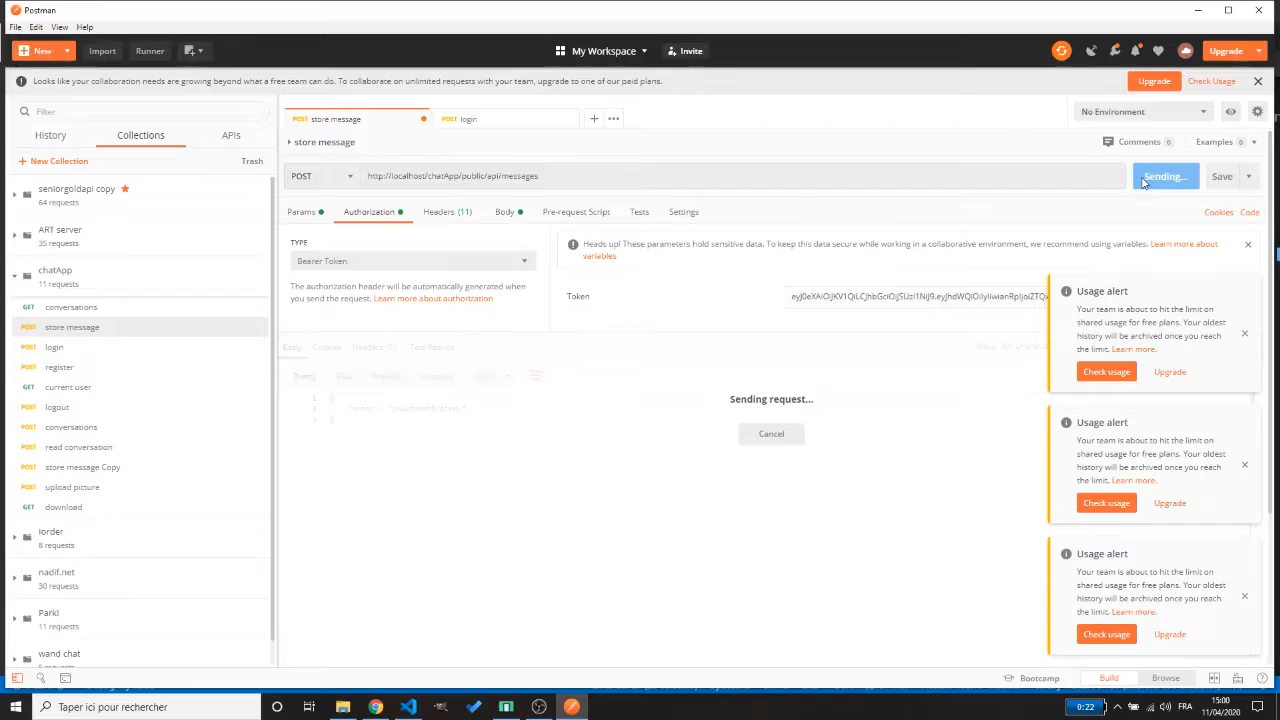 Postman
File Edit View Help
New Import Runner My Workspace Invite Upgrade
Looks like your collaboration needs are growing beyond what a free team can do. To collaborate on unlimited requests with your team, upgrade to one of our paid plans. Upgrade Check Usage
Filter
History Collections APIs
New Collection Trash
seniorgoldapi copy
64 requests
ART server
35 requests
chatApp
11 requests
GET conversations
POST store message
POST login
POST register
POST current user
POST logout
POST conversations
POST read conversation
POST store message Copy
POST upload picture
GET download
lorder
8 requests
nadif.net
30 requests
Parki
11 requests
wand chat
POST store message POST login No Environment
store message Comments 0 Examples 0
POST http://localhost/chatApp/public/api/messages Sending... Save
Params Authorization Headers (11) Body Pre-request Script Tests Settings Cookies Code
TYPE
Bearer Token
The authorization header will be automatically generated when
you send the request. Learn more about authorization
Heads up! These parameters hold sensitive data. To keep this data secure while working in a collaborative environment, we recommend using variables. Learn more about
variables
Token
Body Cookies Headers Test Results
Pretty
1
2
3
Sending request...
Cancel
Usage alert
Your team is about to hit the limit on
shared usage for free plans. Your oldest
history will be archived once you reach
the limit. Learn more.
Check usage Upgrade
Usage alert
Your team is about to hit the limit on
shared usage for free plans. Your oldest
history will be archived once you reach
the limit. Learn more.
Check usage Upgrade
Usage alert
Your team is about to hit the limit on
shared usage for free plans. Your oldest
history will be archived once you reach
the limit. Learn more.
Check usage Upgrade
Bootcamp Build Browse
Taper ici pour rechercher
0:22 FRA 15:00
11/04/2020